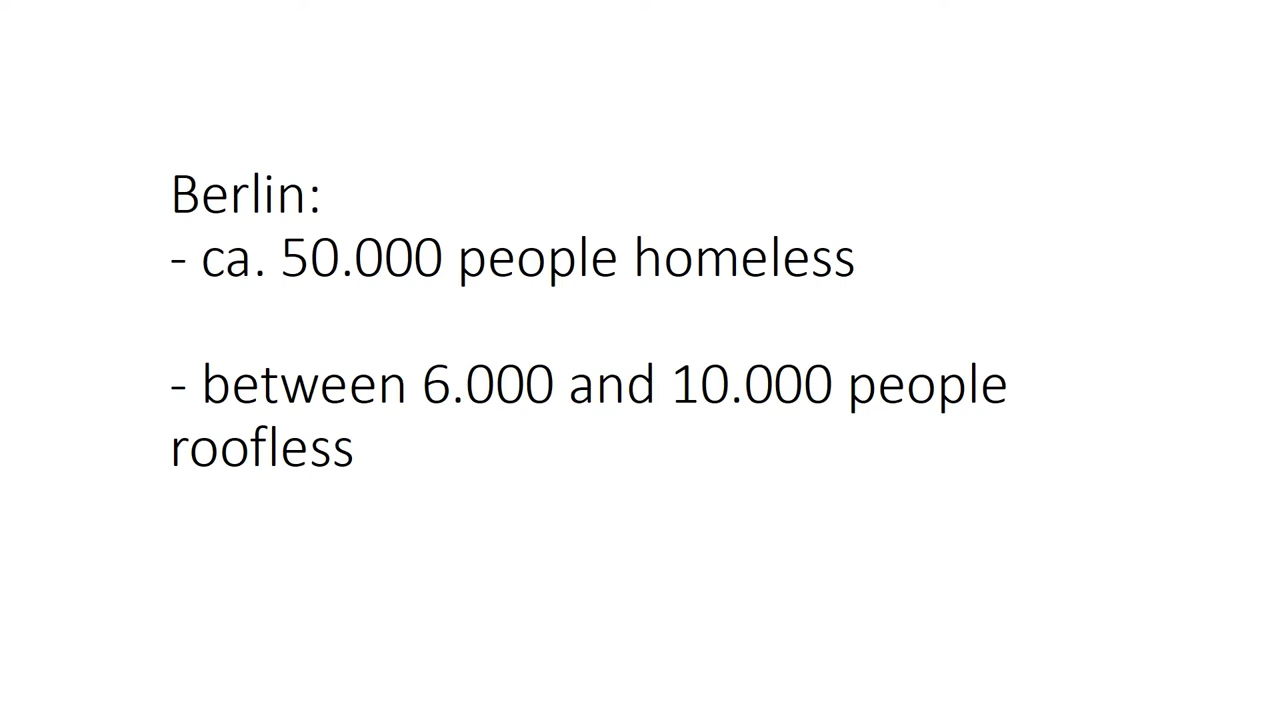 Berlin:
- ca. 50.000 people homeless
- between 6.000 and 10.000 people
roofless